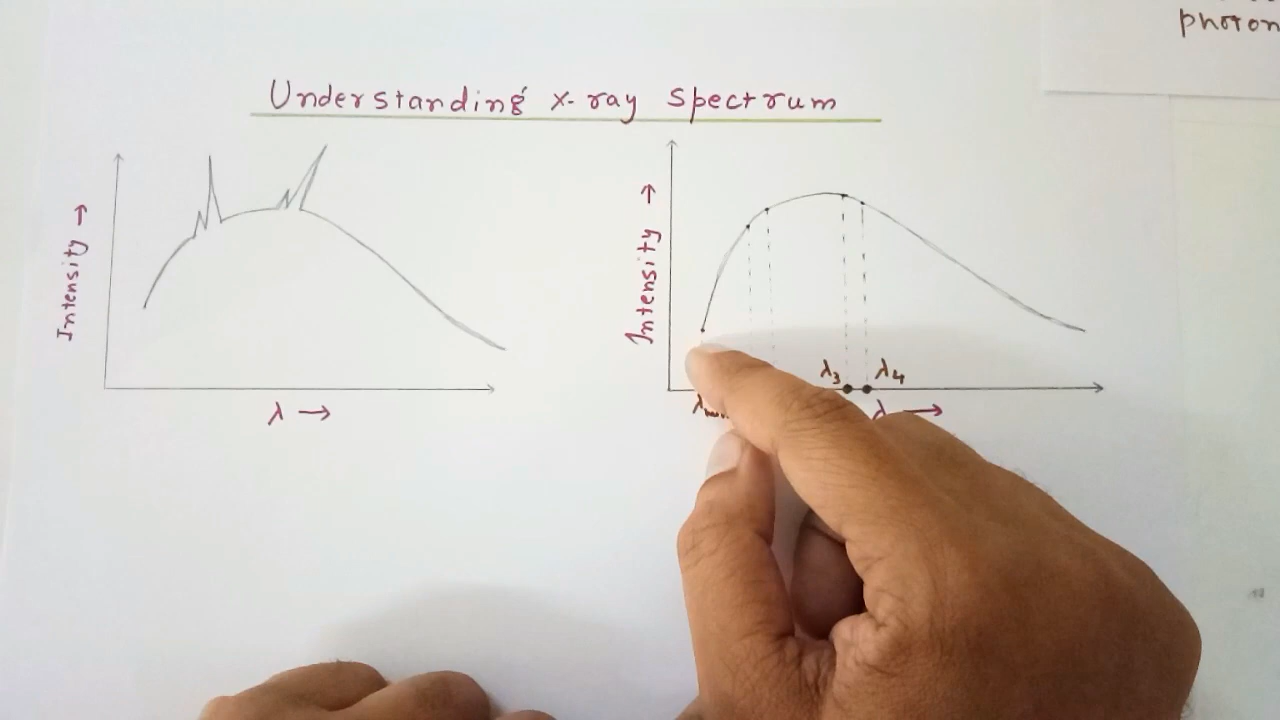 photon
Understanding x-ray spectrum
Intensity →
λ →
Intensity →
λ3
λ4
λ →